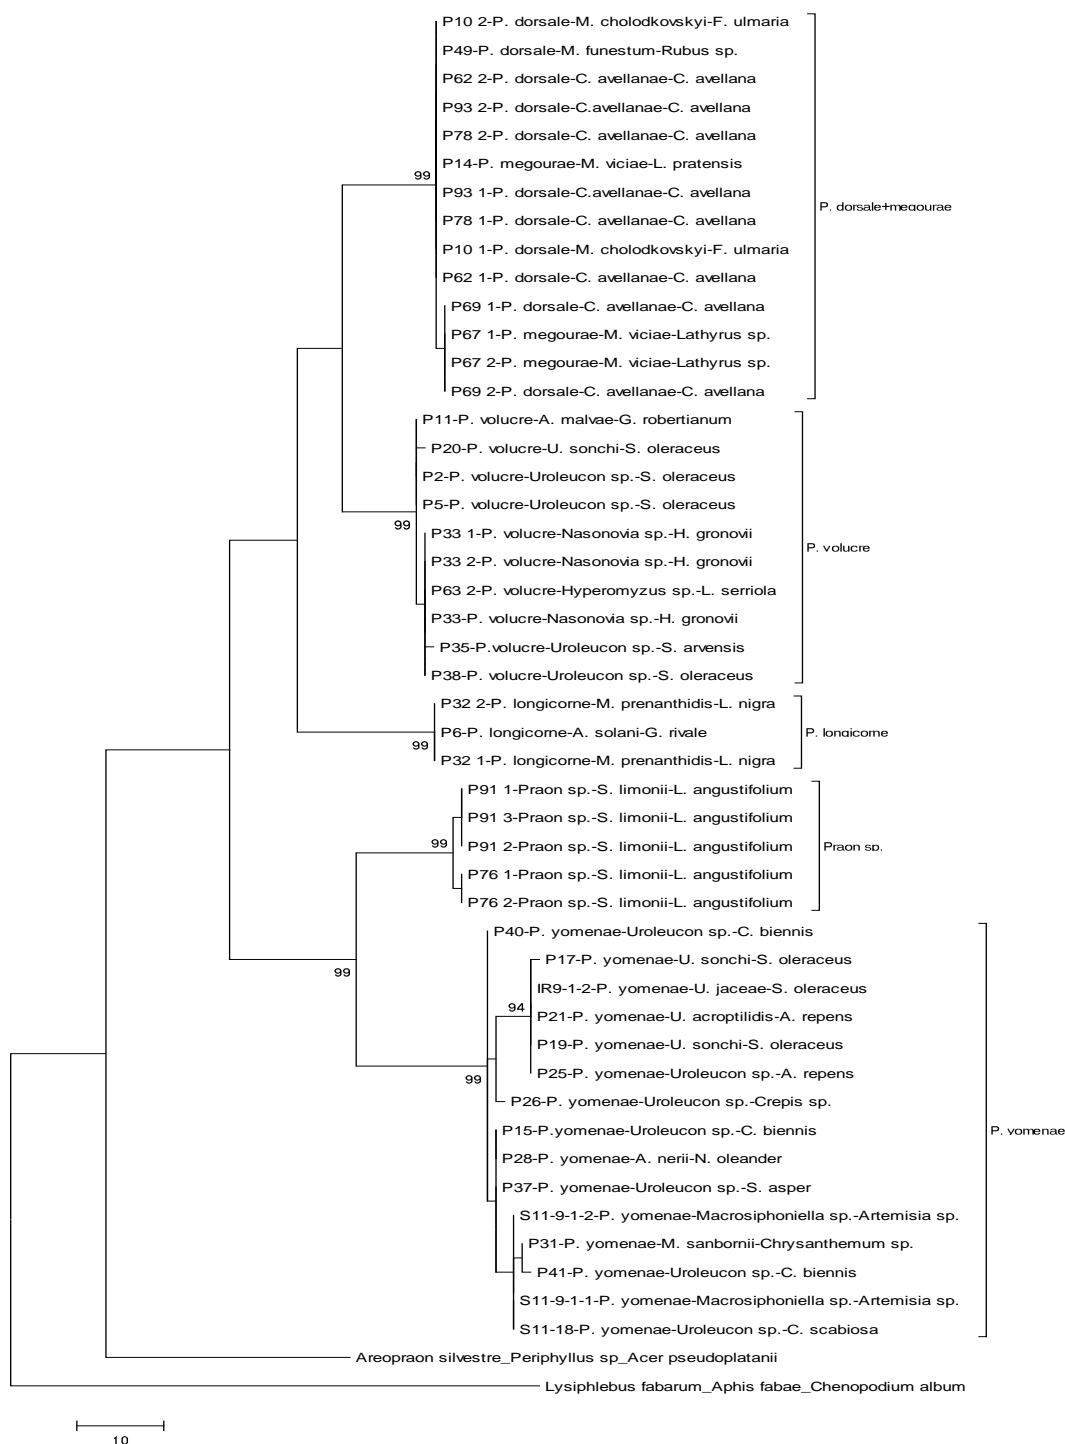 P10 2-P. dorsale-M. cholodkovskyi-F. ulmaria
P49-P. dorsale-M. funestum-Rubus sp.
P62 2-P. dorsale-C. avellanae-C. avellana
P93 2-P. dorsale-C.avellanae-C. avellana
P78 2-P. dorsale-C. avellanae-C. avellana
P14-P. megourae-M. viciae-L. pratensis
99
P93 1-P. dorsale-C.avellanae-C. avellana
P. dorsale+megourae
P78 1-P. dorsale-C. avellanae-C. avellana
P10 1-P. dorsale-M. cholodkovskyi-F. ulmaria
P62 1-P. dorsale-C. avellanae-C. avellana
P69 1-P. dorsale-C. avellanae-C. avellana
P67 1-P. megourae-M. viciae-Lathyrus sp.
P67 2-P. megourae-M. viciae-Lathyrus sp.
P69 2-P. dorsale-C. avellanae-C. avellana
P11-P. volucre-A. malvae-G. robertianum
P20-P. volucre-U. sonchi-S. oleraceus
P2-P. volucre-Uroleucon sp.-S. oleraceus
P5-P. volucre-Uroleucon sp.-S. oleraceus
99
P33 1-P. volucre-Nasonovia sp.-H. gronovii
P. volucre
P33 2-P. volucre-Nasonovia sp.-H. gronovii
P63 2-P. volucre-Hyperomyzus sp.-L. serriola
P33-P. volucre-Nasonovia sp.-H. gronovii
P35-P.volucre-Uroleucon sp.-S. arvensis
P38-P. volucre-Uroleucon sp.-S. oleraceus
P32 2-P. longicorne-M. prenanthidis-L. nigra
P6-P. longicorne-A. solani-G. rivale
P. longicorne
99
P32 1-P. longicorne-M. prenanthidis-L. nigra
P91 1-Praon sp.-S. limonii-L. angustifolium
P91 3-Praon sp.-S. limonii-L. angustifolium
99
P91 2-Praon sp.-S. limonii-L. angustifolium
Praon sp.
P76 1-Praon sp.-S. limonii-L. angustifolium
P76 2-Praon sp.-S. limonii-L. angustifolium
P40-P. yomenae-Uroleucon sp.-C. biennis
P17-P. yomenae-U. sonchi-S. oleraceus
99
IR9-1-2-P. yomenae-U. jaceae-S. oleraceus
94
P21-P. yomenae-U. acroptilidis-A. repens
P19-P. yomenae-U. sonchi-S. oleraceus
P25-P. yomenae-Uroleucon sp.-A. repens
99
P26-P. yomenae-Uroleucon sp.-Crepis sp.
P15-P.yomenae-Uroleucon sp.-C. biennis
P. yomenae
P28-P. yomenae-A. nerii-N. oleander
P37-P. yomenae-Uroleucon sp.-S. asper
S11-9-1-2-P. yomenae-Macrosiphoniella sp.-Artemisia sp.
P31-P. yomenae-M. sanbornii-Chrysanthemum sp.
P41-P. yomenae-Uroleucon sp.-C. biennis
S11-9-1-1-P. yomenae-Macrosiphoniella sp.-Artemisia sp.
S11-18-P. yomenae-Uroleucon sp.-C. scabiosa
Areopraon silvestre_Periphyllus sp_Acer pseudoplatanii
Lysiphlebus fabarum_Aphis fabae_Chenopodium album
10